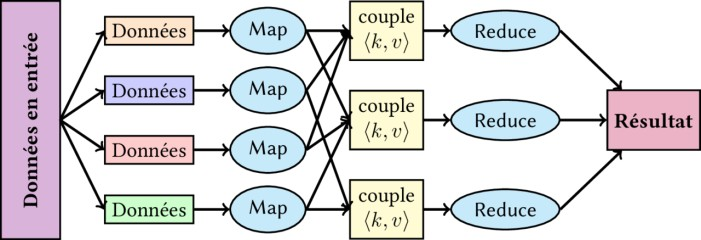 Données en entrée
Données
Données
Données
Données
Map
Map
Map
Map
couple
⟨k, v⟩
couple
⟨k, v⟩
couple
⟨k, v⟩
Reduce
Reduce
Reduce
Résultat